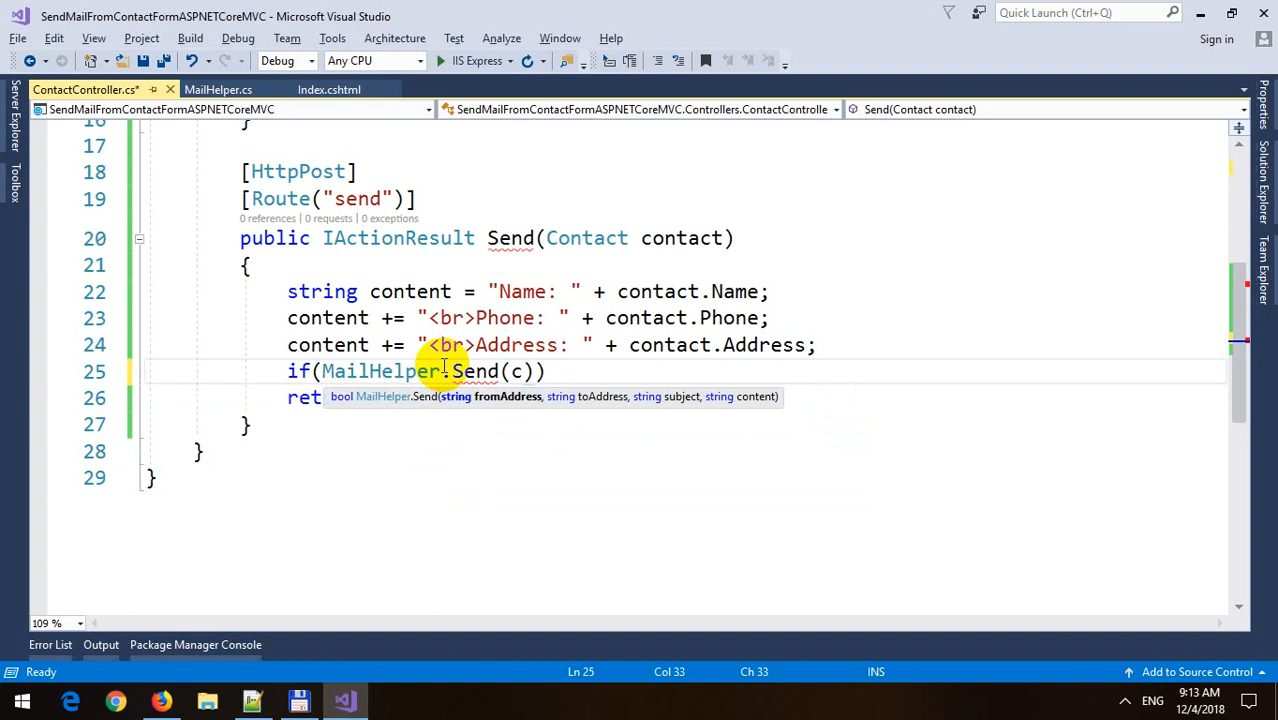 SendMailFromContactFormASPNETCoreMVC - Microsoft Visual Studio
Quick Launch (Ctrl+Q)
File Edit View Project Build Debug Team Tools Architecture Test Analyze Window Help
Sign in
Debug Any CPU IIS Express
ContactController.cs* MailHelper.cs Index.cshtml
SendMailFromContactFormASPNETCoreMVC SendMailFromContactFormASPNETCoreMVC.Controllers.ContactControlle Send(Contact contact)
Server Explorer
Toolbox
Properties
Solution Explorer
Team Explorer
16 }
17
18 [HttpPost]
19 [Route("send")]
0 references | 0 requests | 0 exceptions
20 public IActionResult Send(Contact contact)
21 {
22 string content = "Name: " + contact.Name;
23 content += "<br>Phone: " + contact.Phone;
24 content += "<br>Address: " + contact.Address;
25 if(MailHelper.Send(c))
26 ret
bool MailHelper.Send(string fromAddress, string toAddress, string subject, string content)
27 }
28 }
29 }
109 %
Error List Output Package Manager Console
Ready Ln 25 Col 33 Ch 33 INS Add to Source Control
ENG 9:13 AM
12/4/2018